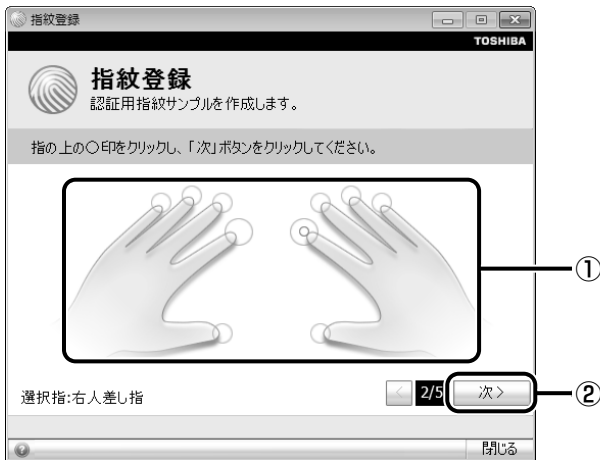 指紋登録
TOSHIBA
指紋登録
認証用指紋サンプルを作成します。
指の上の○印をクリックし、「次」ボタンをクリックしてください。
①
選択指:右人差し指
< 2/5 次> ②
閉じる